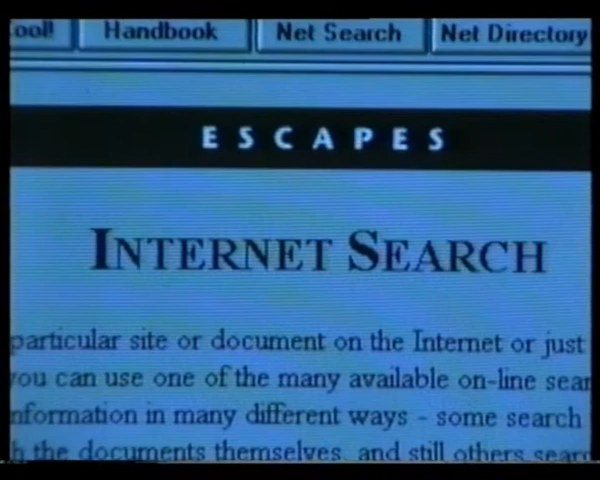 ool! Handbook Net Search Net Directory
ESCAPES
INTERNET SEARCH
particular site or document on the Internet or just
you can use one of the many available on-line sear
nformation in many different ways - some search
h the documents themselves, and still others sear